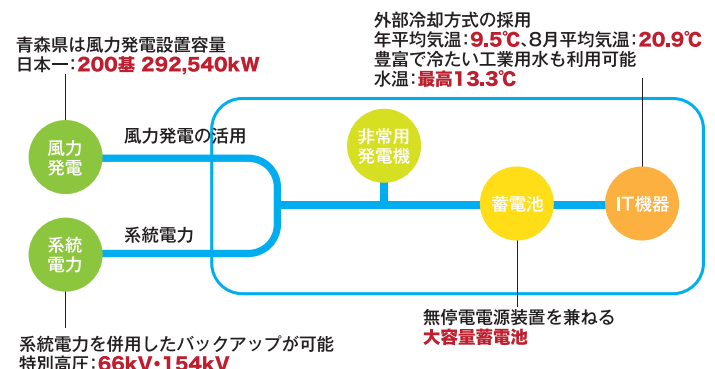 外部冷却方式の採用
年平均気温：9.5℃、8月平均気温：20.9℃
豊富で冷たい工業用水も利用可能
水温：最高13.3℃
青森県は風力発電設置容量
日本一：200基 292,540kW
風力
発電
風力発電の活用
非常用
発電機
蓄電池
IT機器
系統
電力
系統電力
無停電電源装置を兼ねる
大容量蓄電池
系統電力を併用したバックアップが可能
特別高圧：66kV・154kV